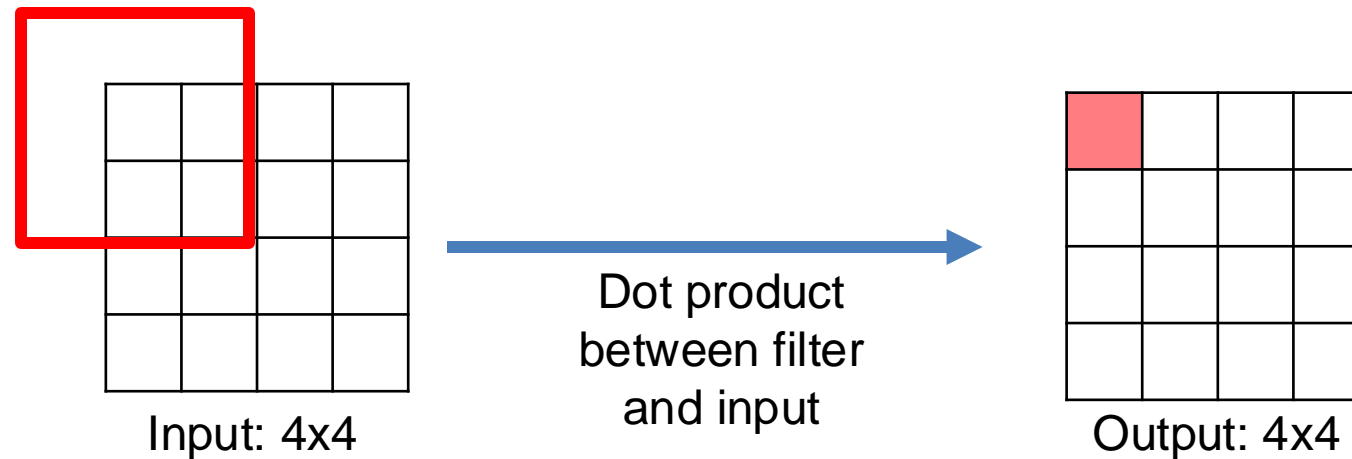 Dot product
between filter
and input
Input: 4x4
Output: 4x4